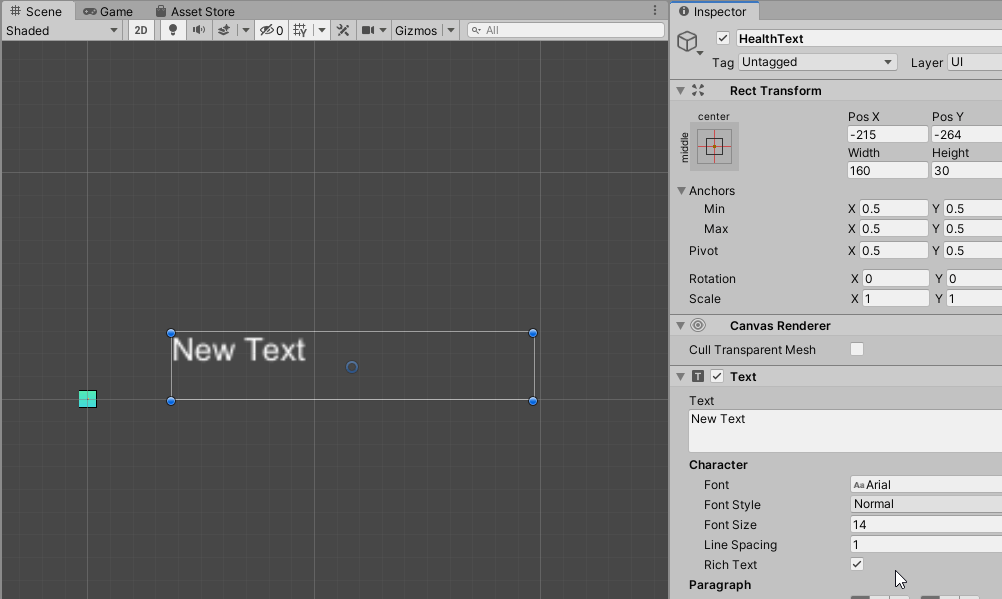 Scene Game Asset Store
Shaded 2D 0 Gizmos All
New Text
Inspector
HealthText
Tag Untagged Layer UI
Rect Transform
center
middle
Pos X Pos Y
-215 -264
Width Height
160 30
Anchors
Min X 0.5 Y 0.5
Max X 0.5 Y 0.5
Pivot X 0.5 Y 0.5
Rotation X 0 Y 0
Scale X 1 Y 1
Canvas Renderer
Cull Transparent Mesh
T Text
Text
New Text
Character
Font Aa Arial
Font Style Normal
Font Size 14
Line Spacing 1
Rich Text
Paragraph